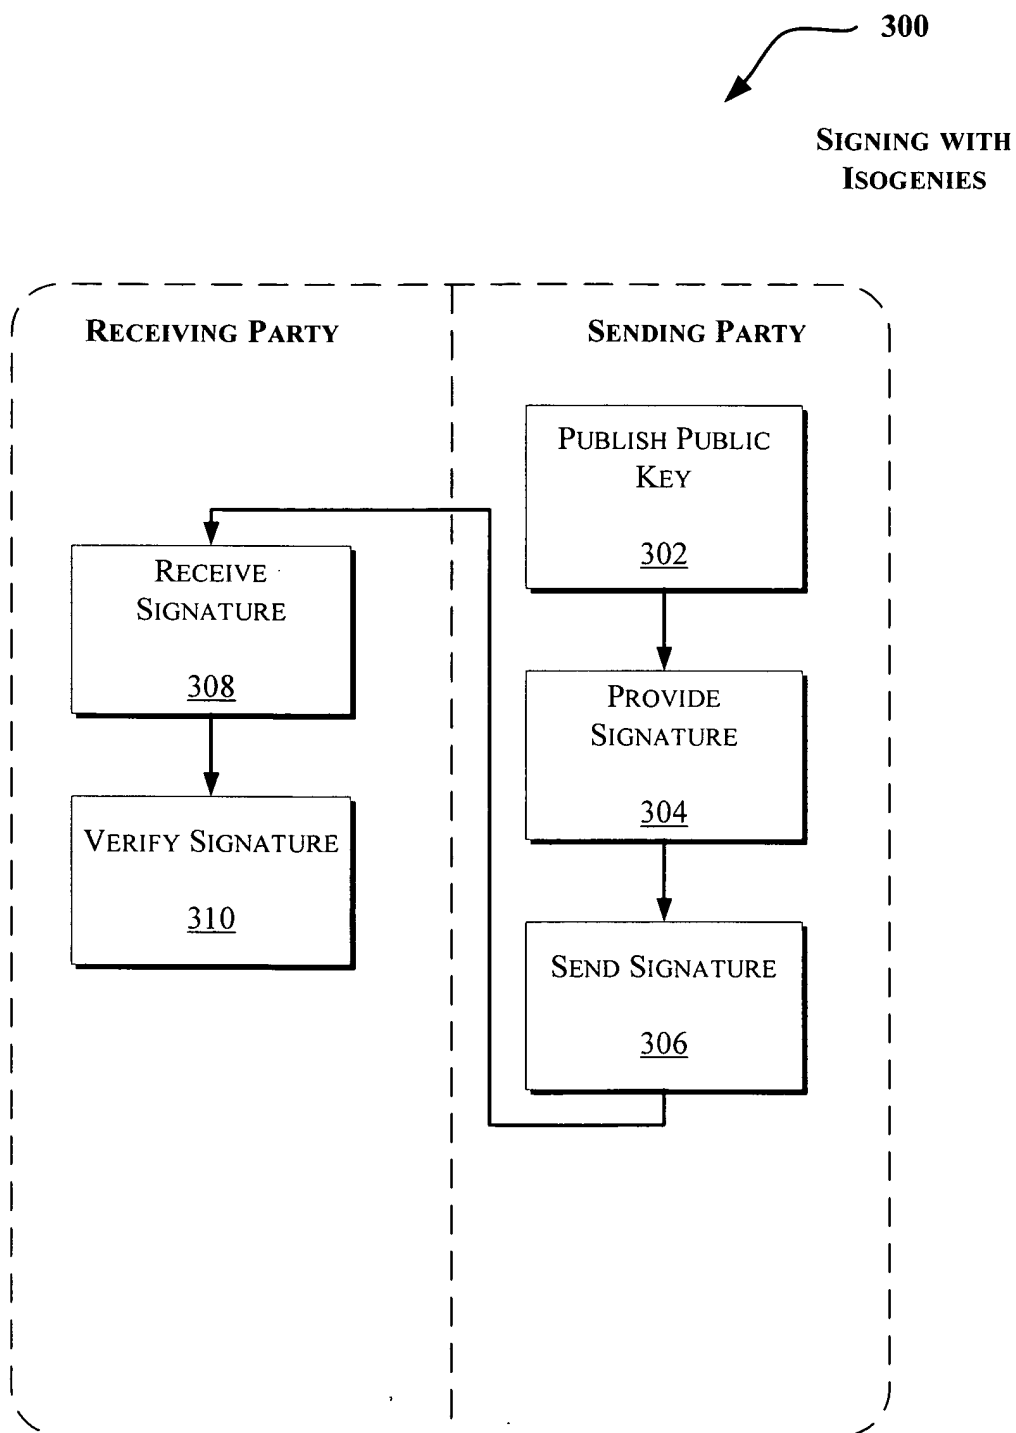 300
SIGNING WITH
ISOGENIES
RECEIVING PARTY
SENDING PARTY
PUBLISH PUBLIC
KEY
302
RECEIVE
SIGNATURE
308
PROVIDE
SIGNATURE
304
VERIFY SIGNATURE
310
SEND SIGNATURE
306